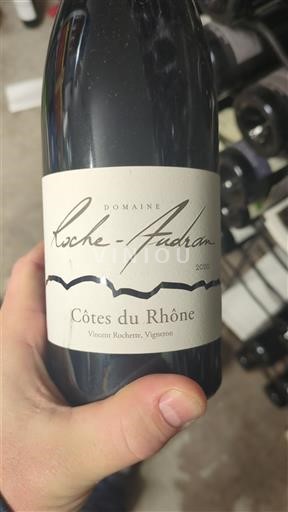 DOMAINE
Roche-Audran
VINIOU
2020
Côtes du Rhône
Vincent Rochette, Vigneron